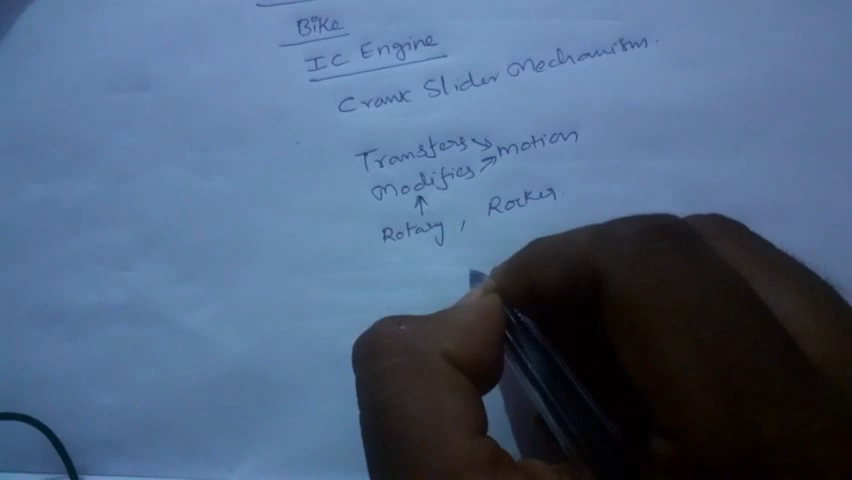 Bike
IC Engine
Crank Slider Mechanism.
Transfers
Modifies → motion
↑
Rotary, Rocker.